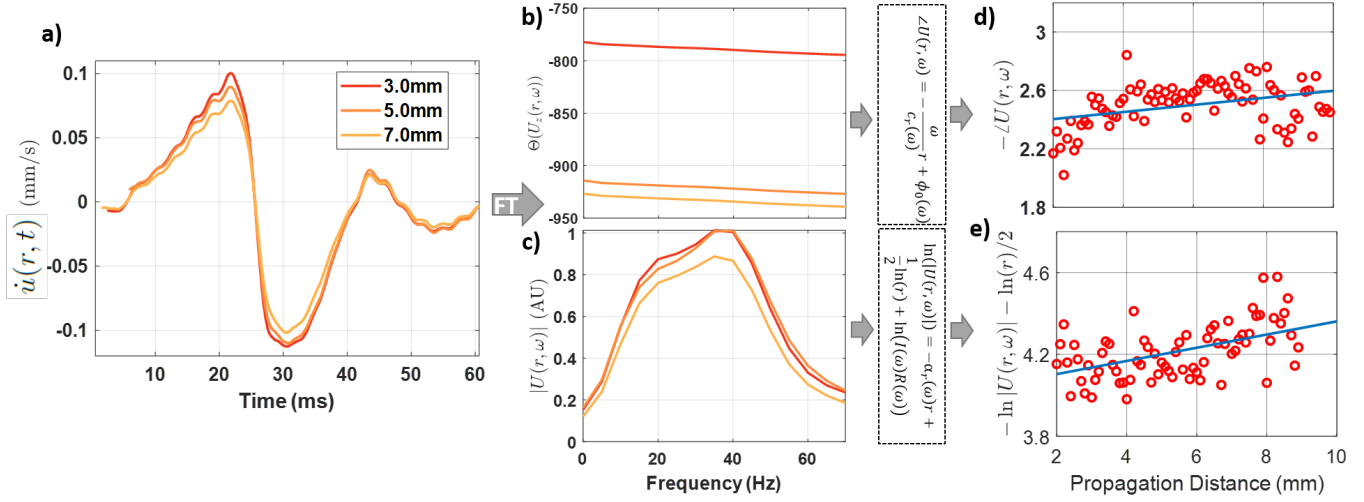 a)
u̇(r, t) (mm/s)
0.1
0.05
0
-0.05
-0.1
3.0mm
5.0mm
7.0mm
10 20 30 40 50 60
Time (ms)
FT
b)
Θ(U_z(r, ω))
-750
-800
-850
-900
-950
c)
|U(r, ω)| (AU)
1
0.8
0.6
0.4
0.2
0
0 20 40 60
Frequency (Hz)
∠U(r, ω) = − ω/c_r(ω) r + ϕ_0(ω)
ln(|U(r, ω)|) = −α_r(ω)r +
1/2 ln(r) + ln(I(ω)R(ω))
d)
−∠U(r, ω)
3
2.6
2.2
1.8
e)
− ln |U(r, ω)| − ln(r)/2
4.6
4.2
3.8
2 4 6 8 10
Propagation Distance (mm)